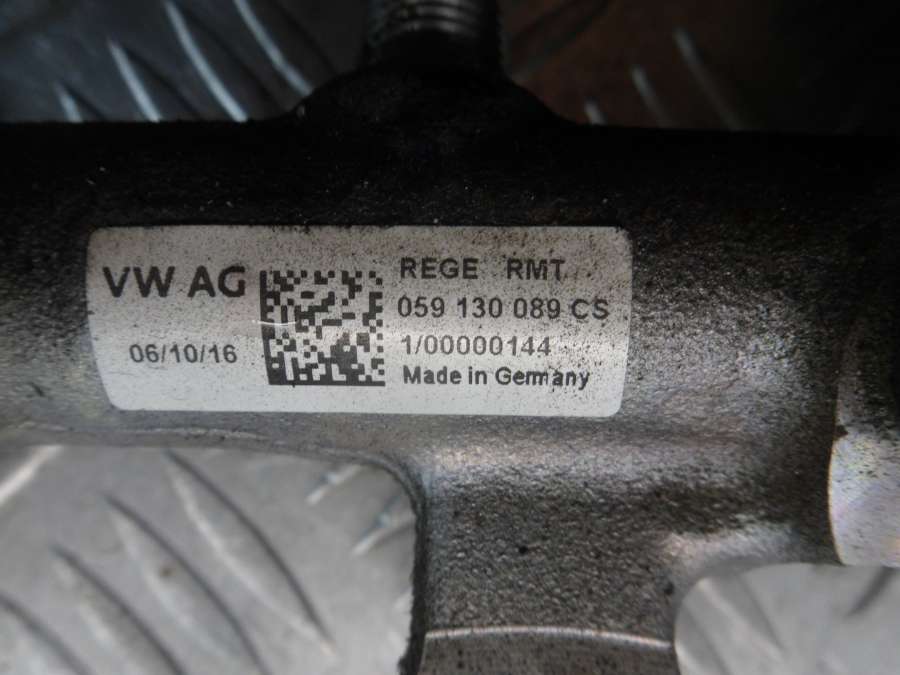 VW AG
06/10/16
REGE RMT
059 130 089 CS
1/00000144
Made in Germany